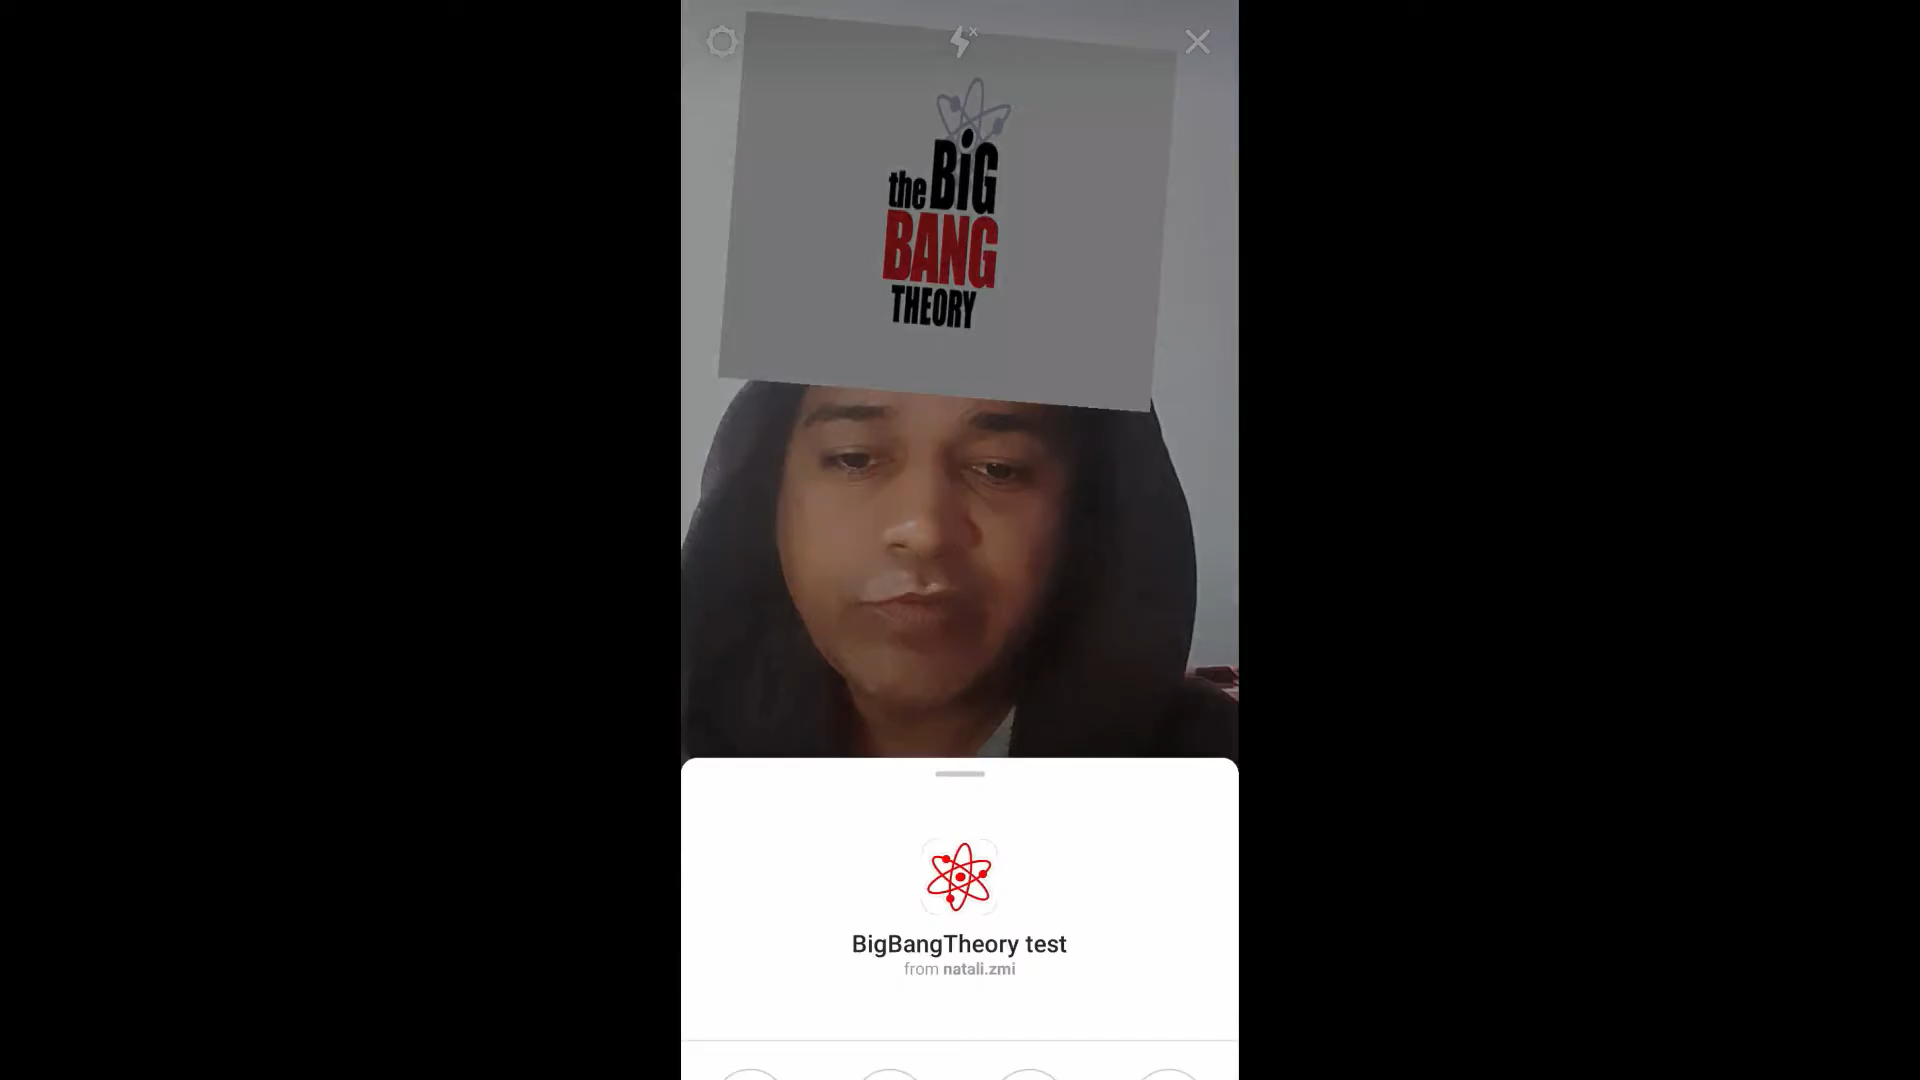 the BiG
BANG
THEORY
BigBangTheory test
from natali.zmi